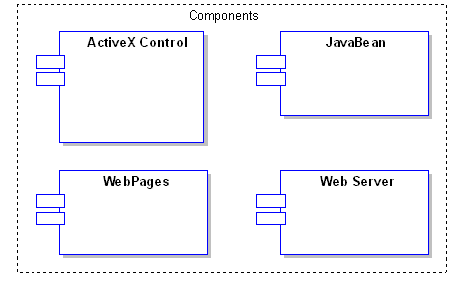 Components
ActiveX Control
JavaBean
WebPages
Web Server